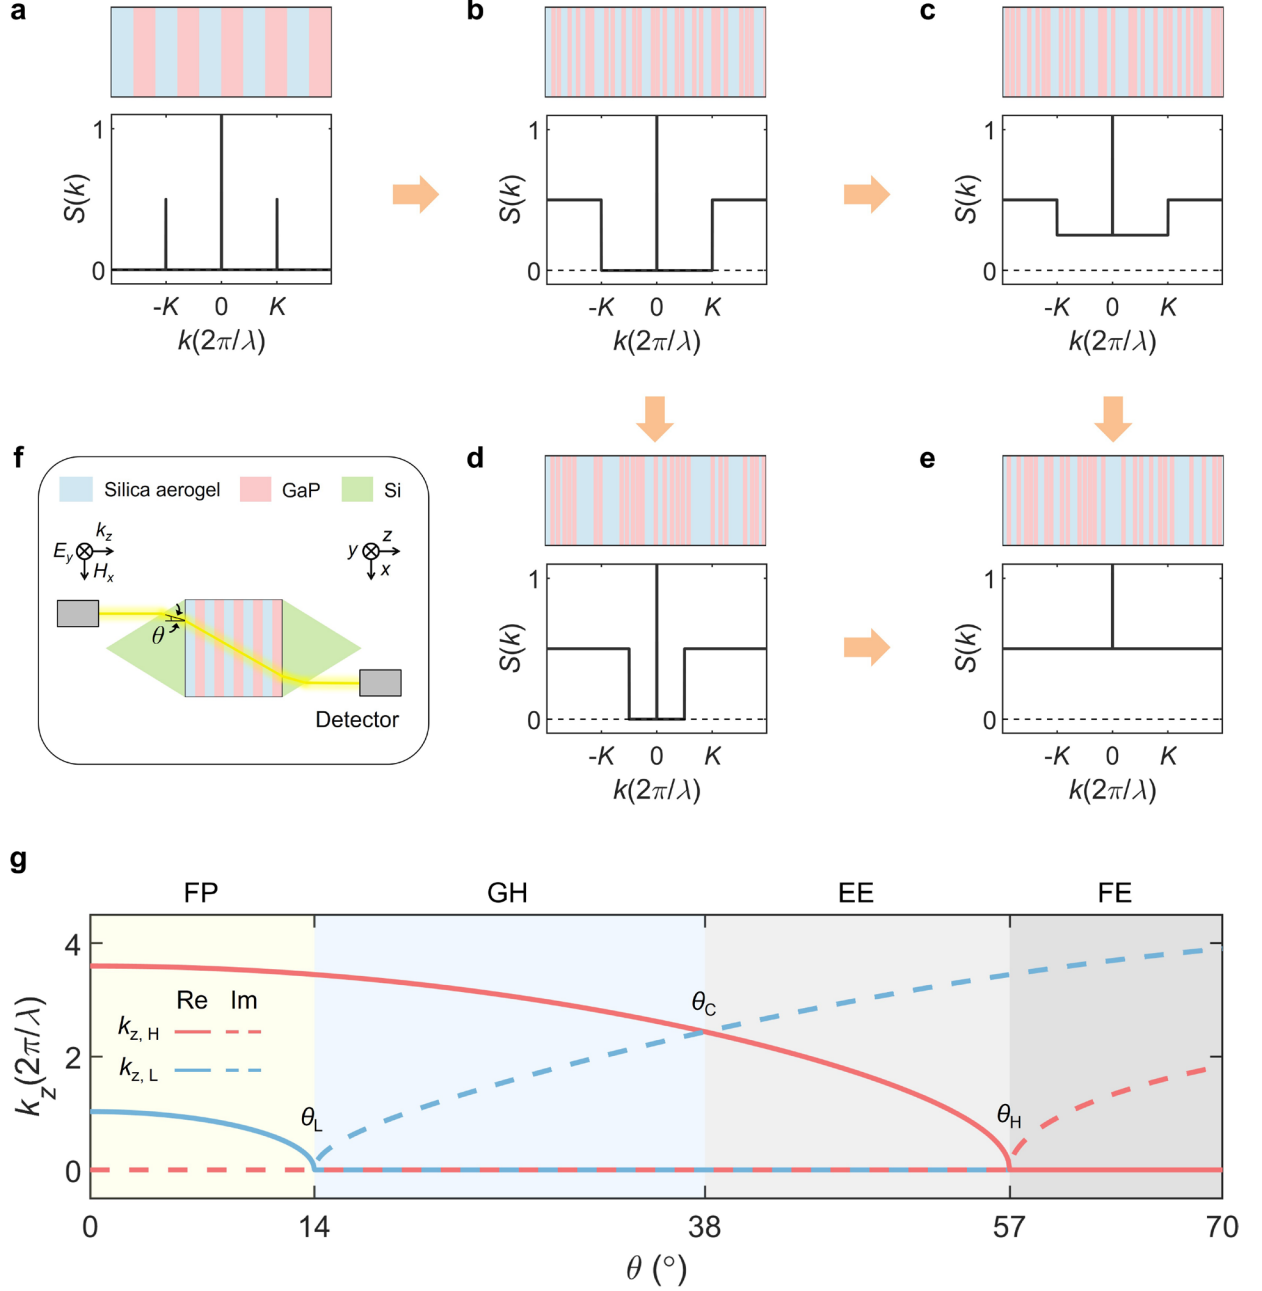 a
1
S(k)
0
-K 0 K
k(2π/λ)
b
1
S(k)
0
-K 0 K
k(2π/λ)
c
1
S(k)
0
-K 0 K
k(2π/λ)
f
Silica aerogel GaP Si
k_z
E_y
H_x
z
y
x
θ
Detector
d
1
S(k)
0
-K 0 K
k(2π/λ)
e
1
S(k)
0
-K 0 K
k(2π/λ)
g
FP GH EE FE
4
2
0
k_z(2π/λ)
Re Im
k_{z, H}
k_{z, L}
θ_L
θ_C
θ_H
0 14 38 57 70
θ (°)